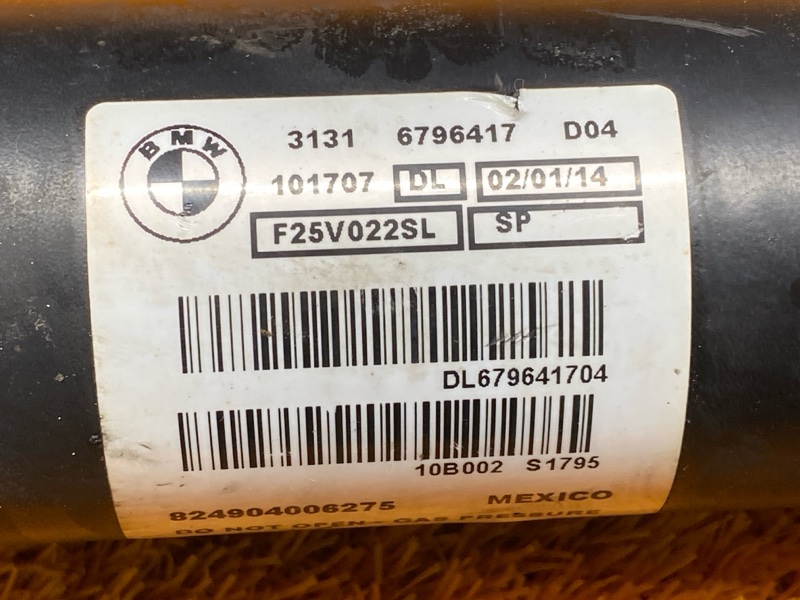 BMW
3131 6796417 D04
101707 DL 02/01/14
F25V022SL SP
DL679641704
10B002 S1795
824904006275 MEXICO
DO NOT OPEN - GAS PRESSURE